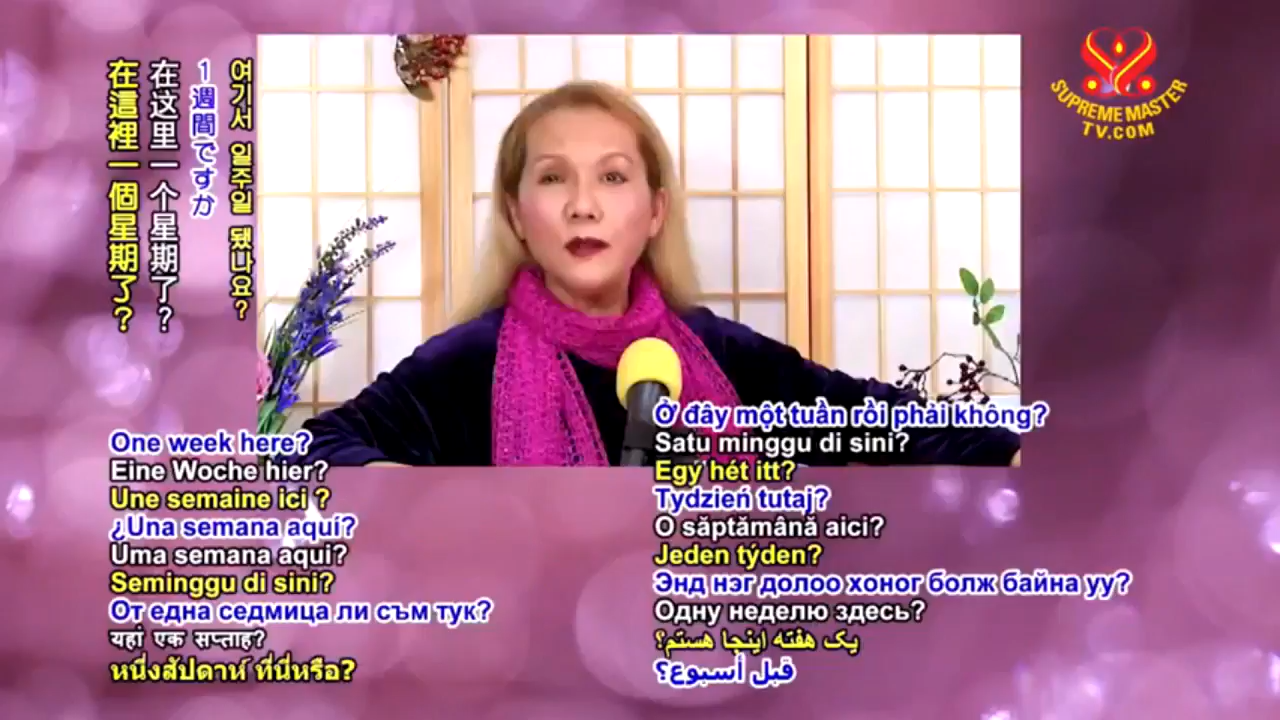 在這裡一個星期了？
在这里一个星期了？
1週間ですか
여기서 일주일 됐나요?
SUPREME MASTER
TV.COM
One week here?
Eine Woche hier?
Une semaine ici ?
¿Una semana aquí?
Uma semana aqui?
Seminggu di sini?
От една седмица ли съм тук?
यहां एक सप्ताह?
หนึ่งสัปดาห์ ที่นี่หรือ?
Ở đây một tuần rồi phải không?
Satu minggu di sini?
Egy hét itt?
Tydzień tutaj?
O săptămână aici?
Jeden týden?
Энд нэг долоо хоног болж байна уу?
Одну неделю здесь?
یک هفته اینجا هستم؟
قبل أسبوع؟